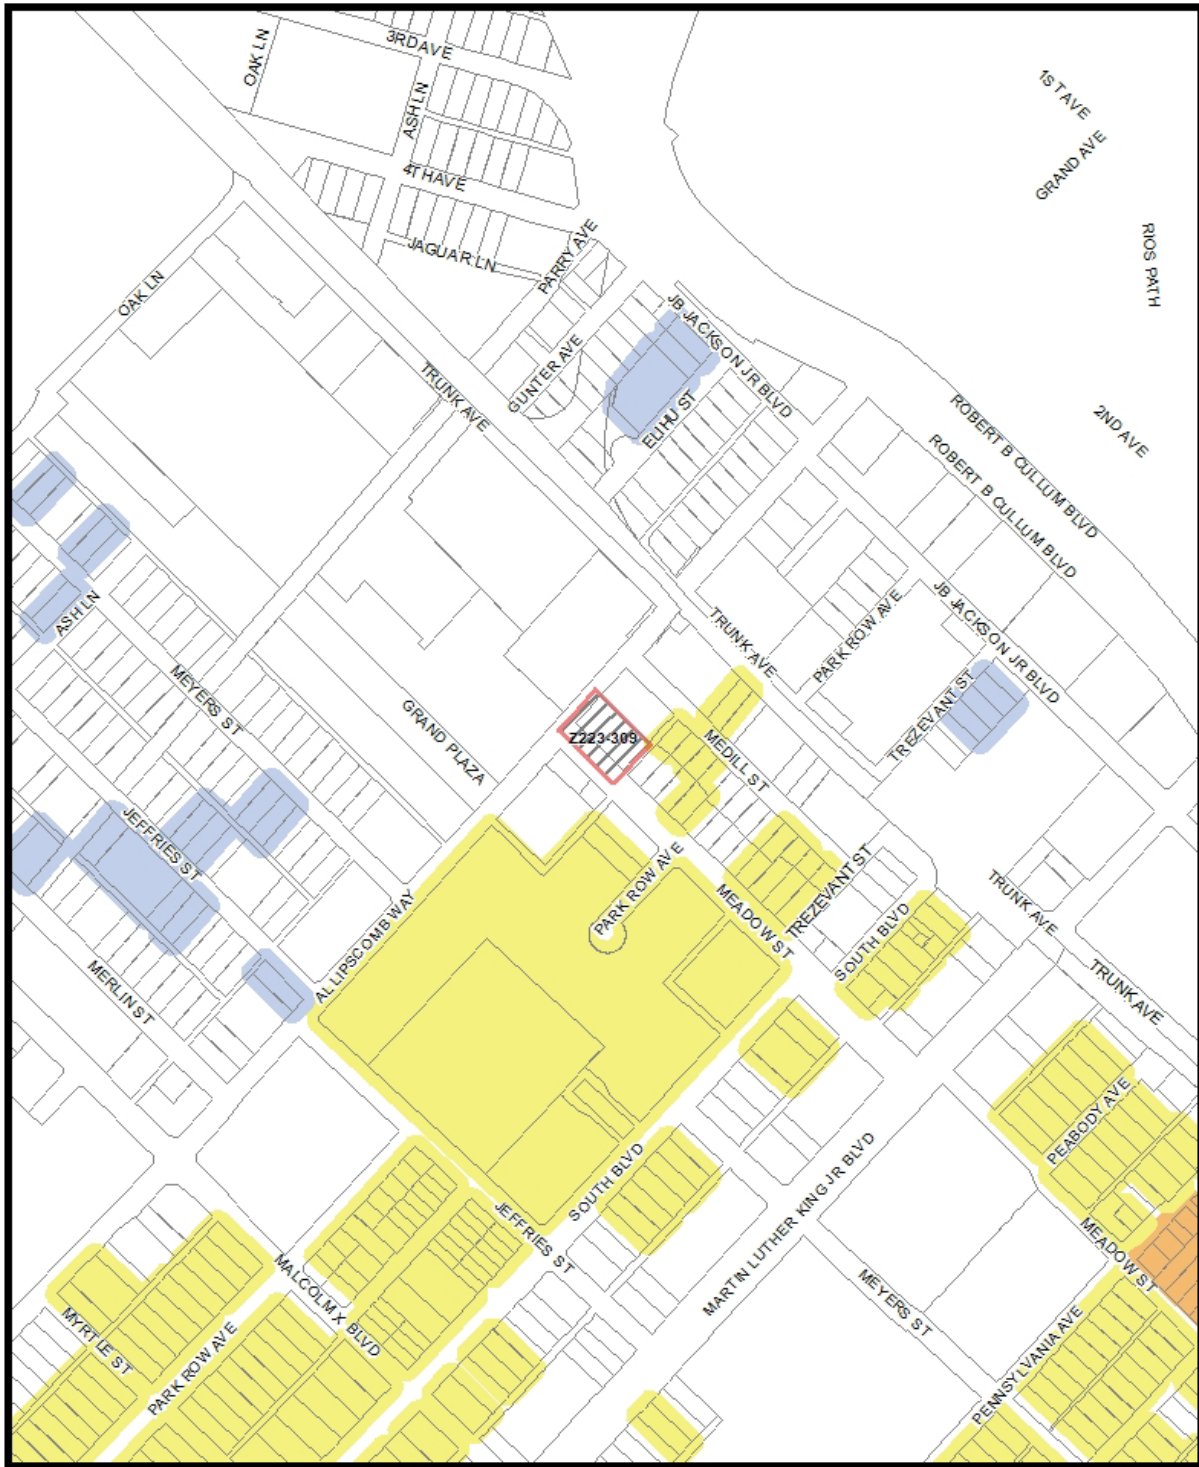 OAK LN
3RD AVE
ASH LN
4TH AVE
JAGUAR LN
PARRY AVE
1ST AVE
GRAND AVE
RIOS PATH
OAK LN
TRUNK AVE
GUNTER AVE
JB JACKSON JR BLVD
ELIHU ST
ROBERT B CULLUM BLVD
ROBERT B CULLUM BLVD
2ND AVE
ASH LN
MEYERS ST
GRAND PLAZA
Z223-309
TRUNK AVE
PARK ROW AVE
JB JACKSON JR BLVD
TREZEVANT ST
MEDILL ST
JEFFRIES ST
MERLIN ST
AL LIPSCOMB WAY
PARK ROW AVE
MEADOW ST
TREZEVANT ST
SOUTH BLVD
TRUNK AVE
TRUNK AVE
PEABODY AVE
SOUTH BLVD
JEFFRIES ST
MARTIN LUTHER KING JR BLVD
MEADOW ST
MEYERS ST
MALCOLM X BLVD
MYRTLE ST
PARK ROW AVE
PENNSYLVANIA AVE